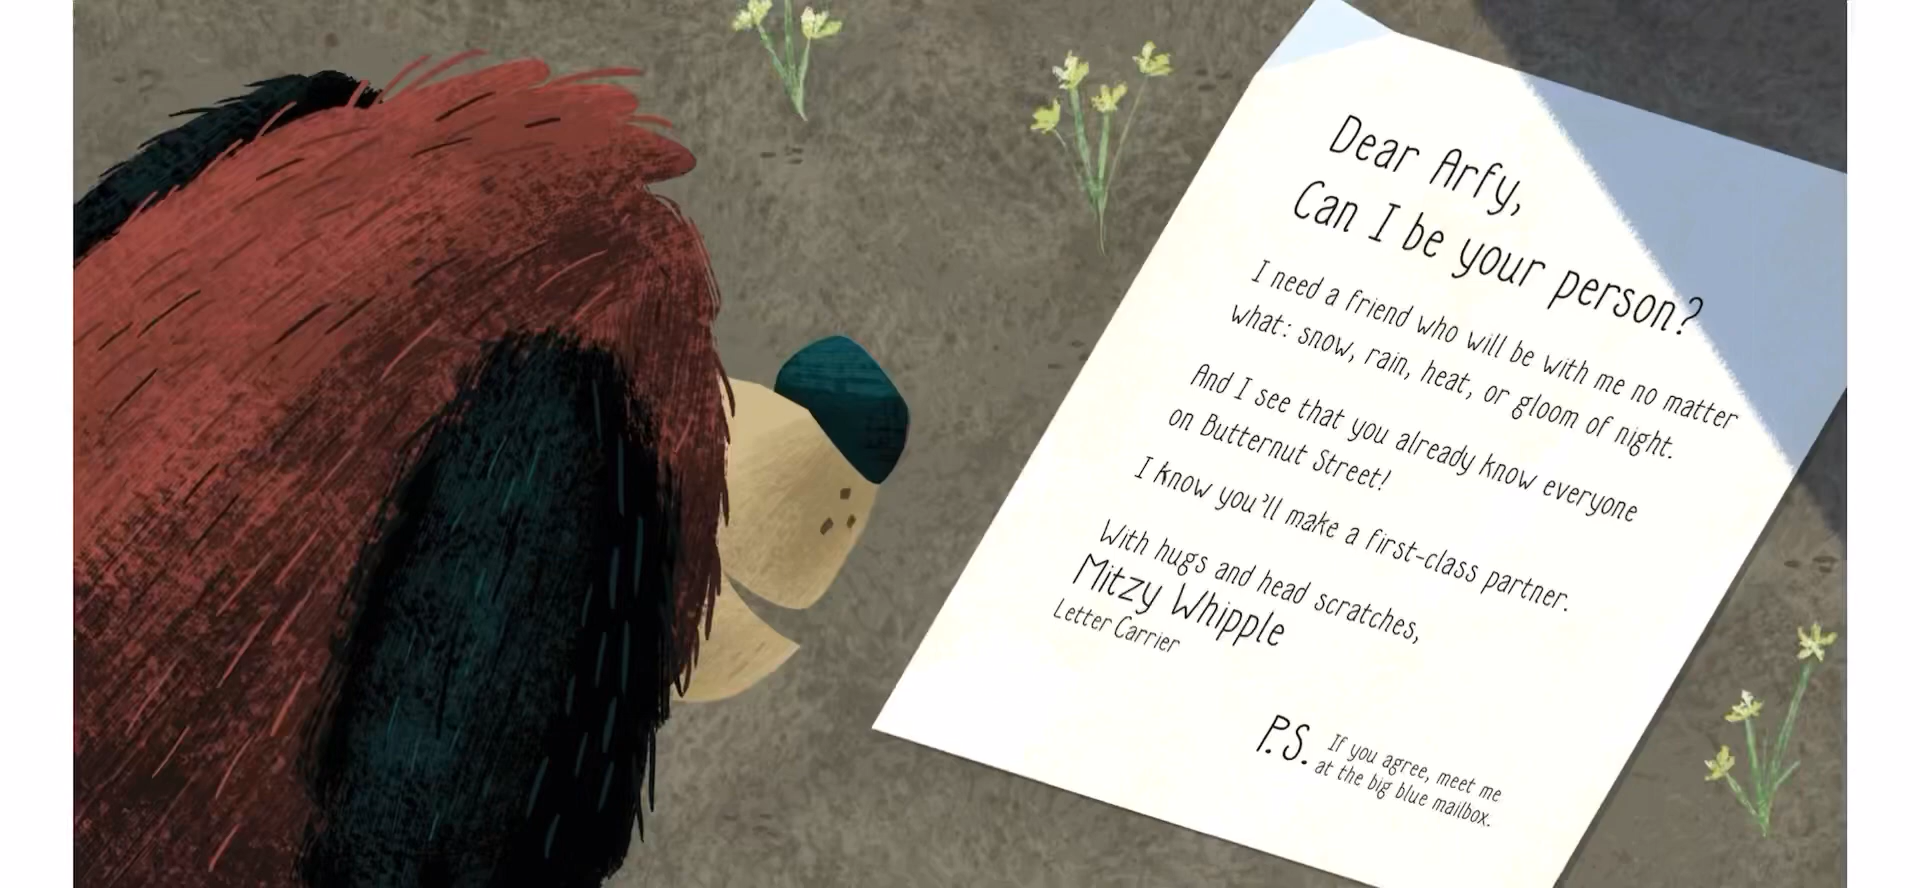 Dear Arfy,
Can I be your person?
I need a friend who will be with me no matter
what: snow, rain, heat, or gloom of night.
And I see that you already know everyone
on Butternut Street!
I know you'll make a first-class partner.
With hugs and head scratches,
Mitzy Whipple
Letter Carrier
P.S. If you agree, meet me
at the big blue mailbox.